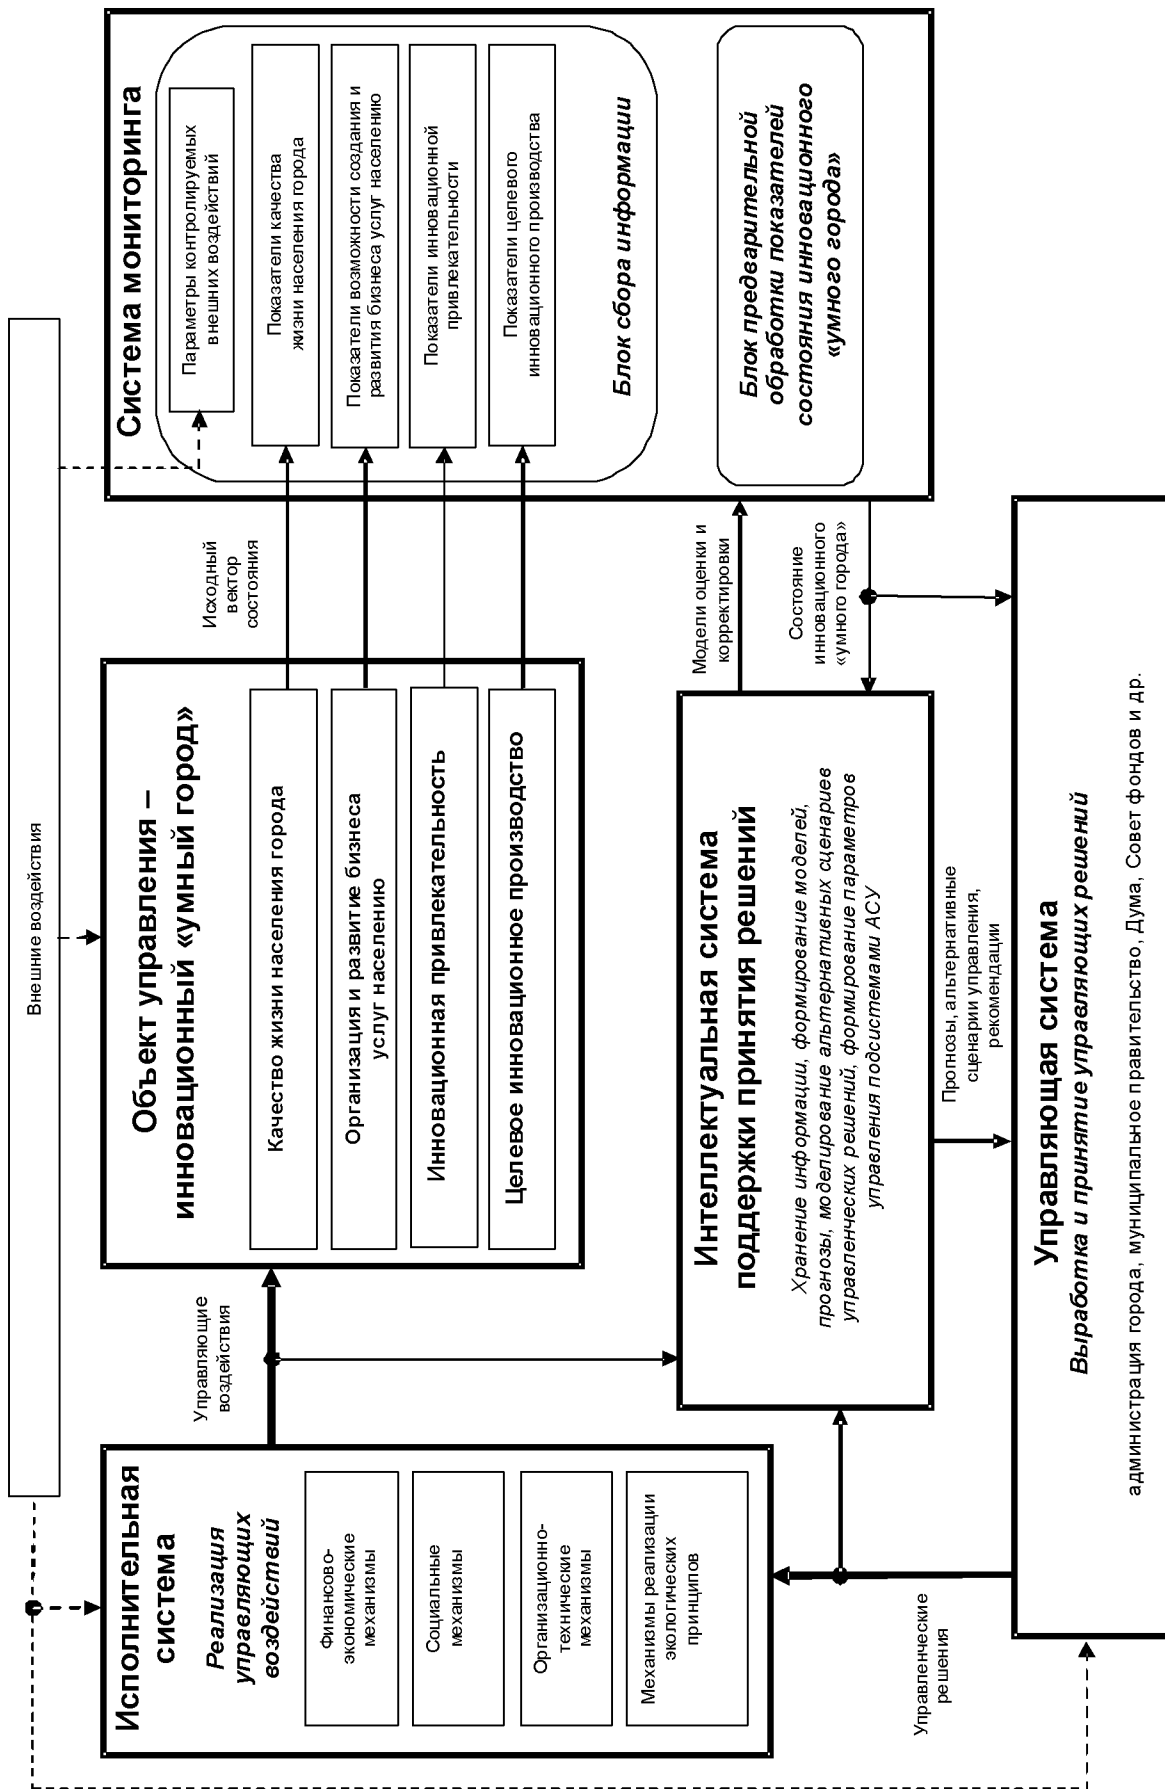 Внешние воздействия
Исполнительная
система
Реализация
управляющих
воздействий
Финансово-
экономические
механизмы
Социальные
механизмы
Организационно-
технические
механизмы
Механизмы реализации
экологических
принципов
Управляющие
воздействия
Объект управления –
инновационный «умный город»
Качество жизни населения города
Организация и развитие бизнеса
услуг населению
Инновационная привлекательность
Целевое инновационное производство
Исходный
вектор
состояния
Система мониторинга
Параметры контролируемых
внешних воздействий
Показатели качества
жизни населения города
Показатели возможности создания и
развития бизнеса услуг населению
Показатели инновационной
привлекательности
Показатели целевого
инновационного производства
Блок сбора информации
Блок предварительной
обработки показателей
состояния инновационного
«умного города»
Интеллектуальная система
поддержки принятия решений
Хранение информации, формирование моделей,
прогнозы, моделирование альтернативных сценариев
управленческих решений, формирование параметров
управления подсистемами АСУ
Модели оценки и
корректировки
Состояние
инновационного
«умного города»
Управленческие
решения
Прогнозы, альтернативные
сценарии управления,
рекомендации
Управляющая система
Выработка и принятие управляющих решений
администрация города, муниципальное правительство, Дума, Совет фондов и др.